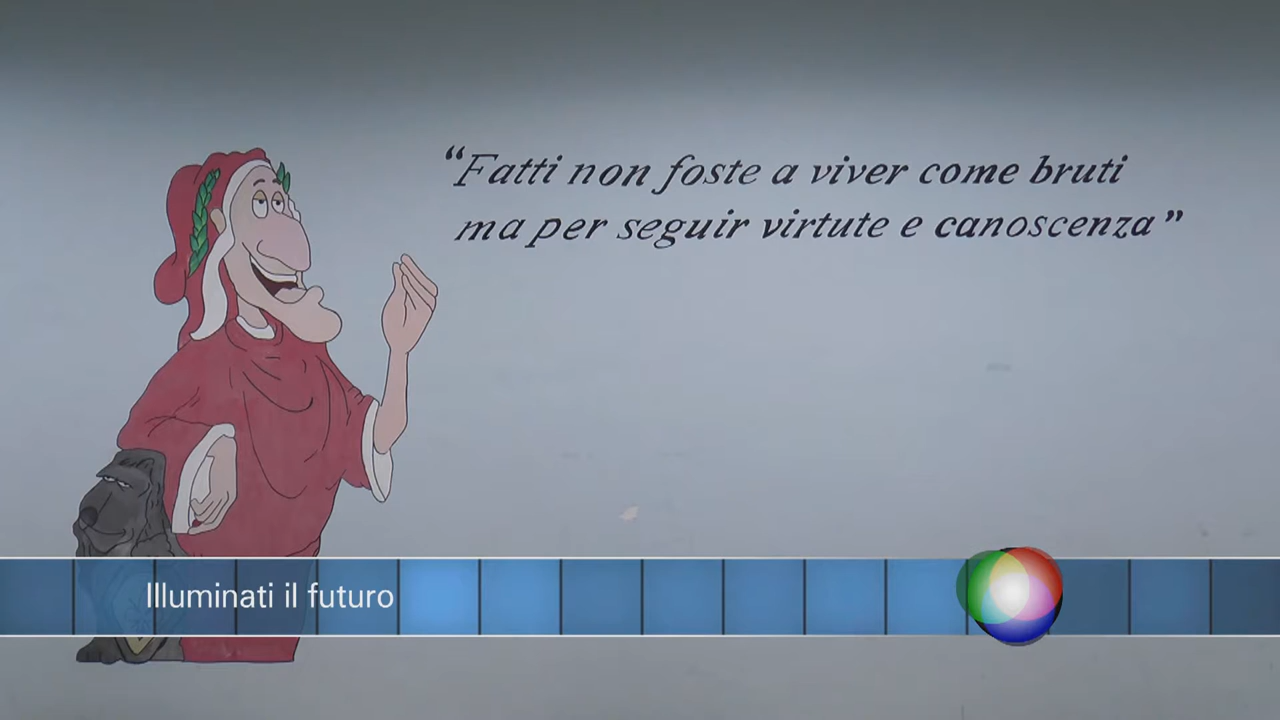 “Fatti non foste a viver come bruti
ma per seguir virtute e canoscenza”
Illuminati il futuro